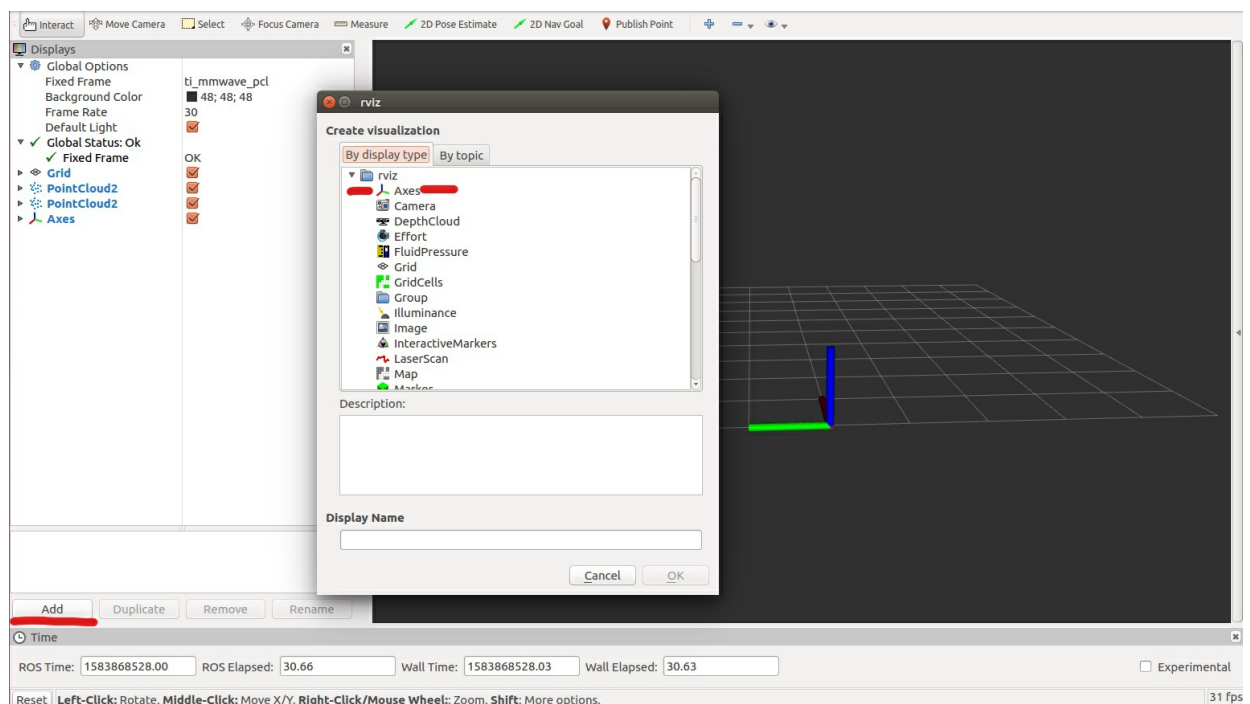 Interact Move Camera Select Focus Camera Measure 2D Pose Estimate 2D Nav Goal Publish Point
Displays
Global Options
Fixed Frame ti_mmwave_pcl
Background Color 48; 48; 48
Frame Rate 30
Default Light
Global Status: Ok
Fixed Frame OK
Grid
PointCloud2
PointCloud2
Axes
Add Duplicate Remove Rename
rviz
Create visualization
By display type By topic
rviz
Axes
Camera
DepthCloud
Effort
FluidPressure
Grid
GridCells
Group
Illuminance
Image
InteractiveMarkers
LaserScan
Map
Marker
Description:
Display Name
Cancel OK
Time
ROS Time: 1583868528.00 ROS Elapsed: 30.66 Wall Time: 1583868528.03 Wall Elapsed: 30.63 Experimental
Reset Left-Click: Rotate. Middle-Click: Move X/Y. Right-Click/Mouse Wheel:: Zoom. Shift: More options. 31 fps